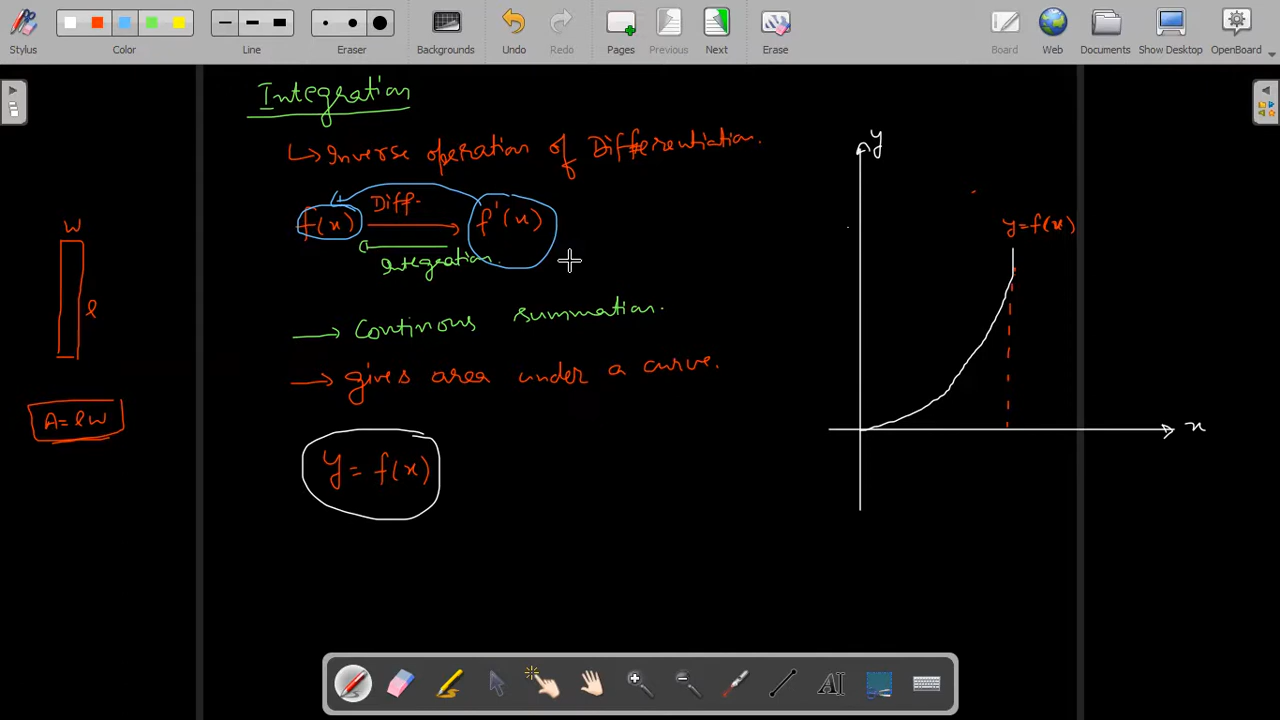 Stylus
Color
Line
Eraser
Backgrounds
Undo
Redo
Pages
Previous
Next
Erase
Board
Web
Documents
Show Desktop
OpenBoard
Integration
↳ Inverse operation of Differentiation.
f(x) Diff. f'(x)
Integration.
→ Continous summation.
→ gives area under a curve.
y = f(x)
W
l
A = lW
y
y = f(x)
x